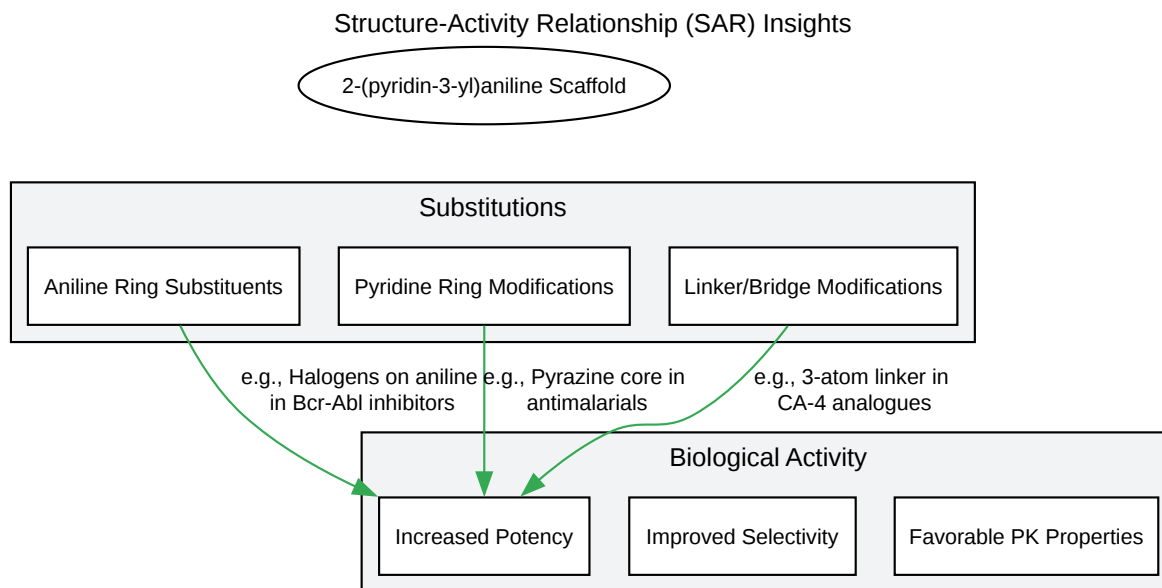 Structure-Activity Relationship (SAR) Insights
2-(pyridin-3-yl)aniline Scaffold
Substitutions
Aniline Ring Substituents
Pyridine Ring Modifications
Linker/Bridge Modifications
e.g., Halogens on aniline
in Bcr-Abl inhibitors
e.g., Pyrazine core in
antimalarials
e.g., 3-atom linker in
CA-4 analogues
Biological Activity
Increased Potency
Improved Selectivity
Favorable PK Properties